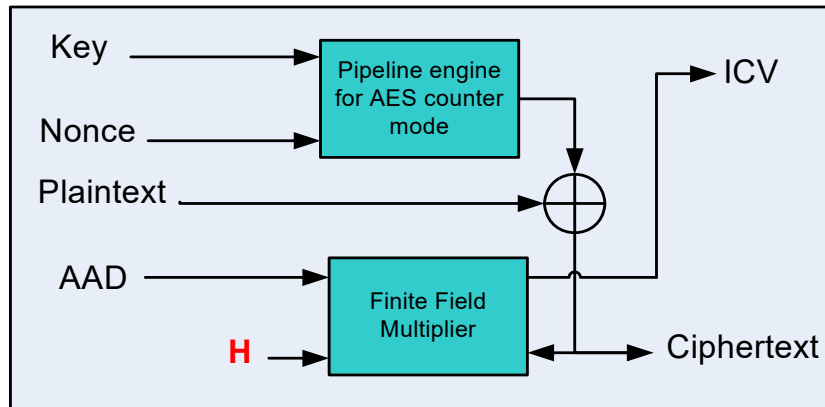 Key
Pipeline engine
for AES counter
mode
ICV
Nonce
Plaintext
AAD
Finite Field
Multiplier
H
Ciphertext